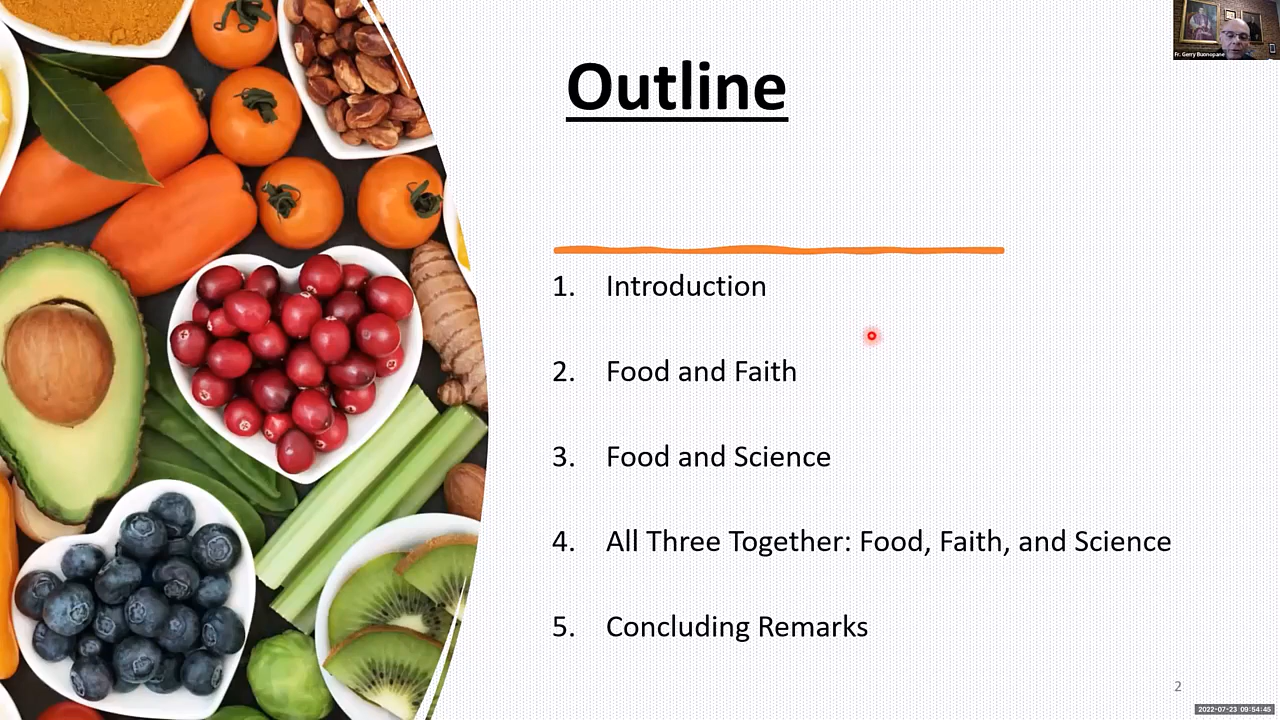 Outline
1. Introduction
2. Food and Faith
3. Food and Science
4. All Three Together: Food, Faith, and Science
5. Concluding Remarks
2
Fr. Gerry Buonopane
2022-07-23 09:54:45